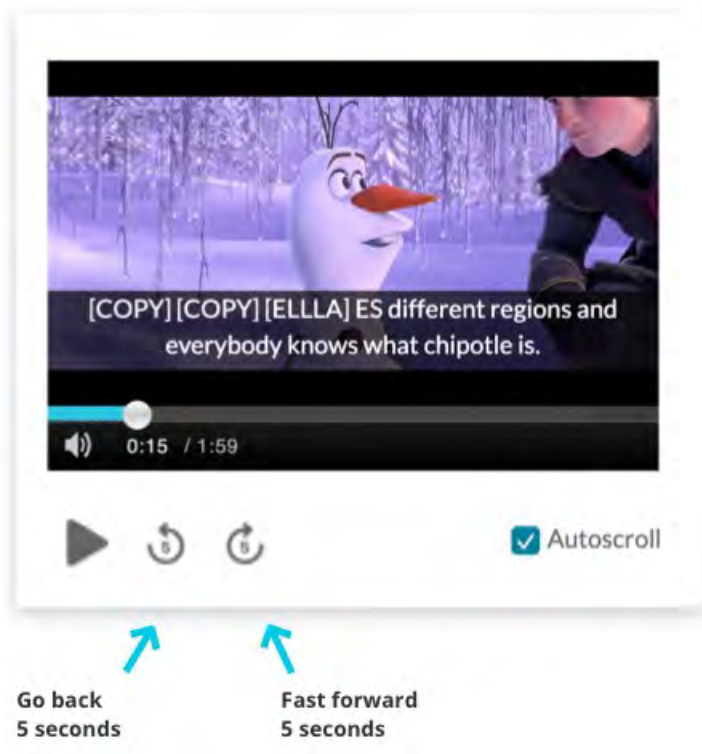 [COPY] [COPY] [ELLLA] ES different regions and
everybody knows what chipotle is.
0:15 / 1:59
5 5
Autoscroll
Go back
5 seconds
Fast forward
5 seconds